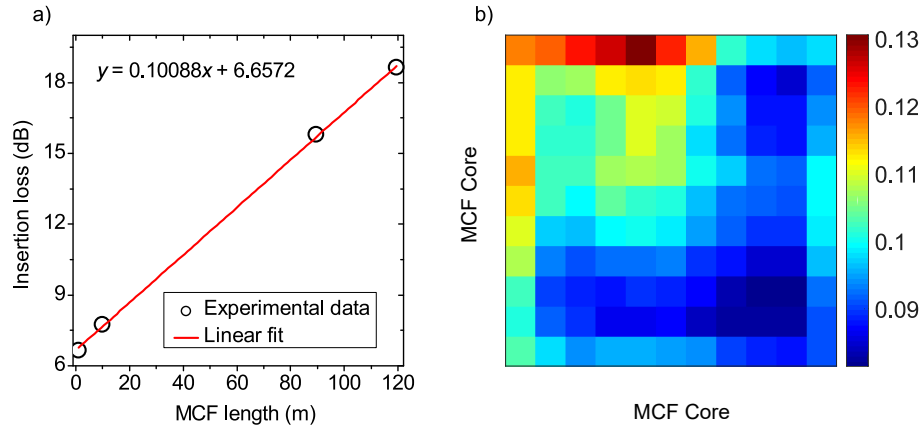 a)
y = 0.10088x + 6.6572
18
15
12
9
6
0 20 40 60 80 100 120
Insertion loss (dB)
MCF length (m)
Experimental data
Linear fit
b)
MCF Core
MCF Core
0.13
0.12
0.11
0.1
0.09